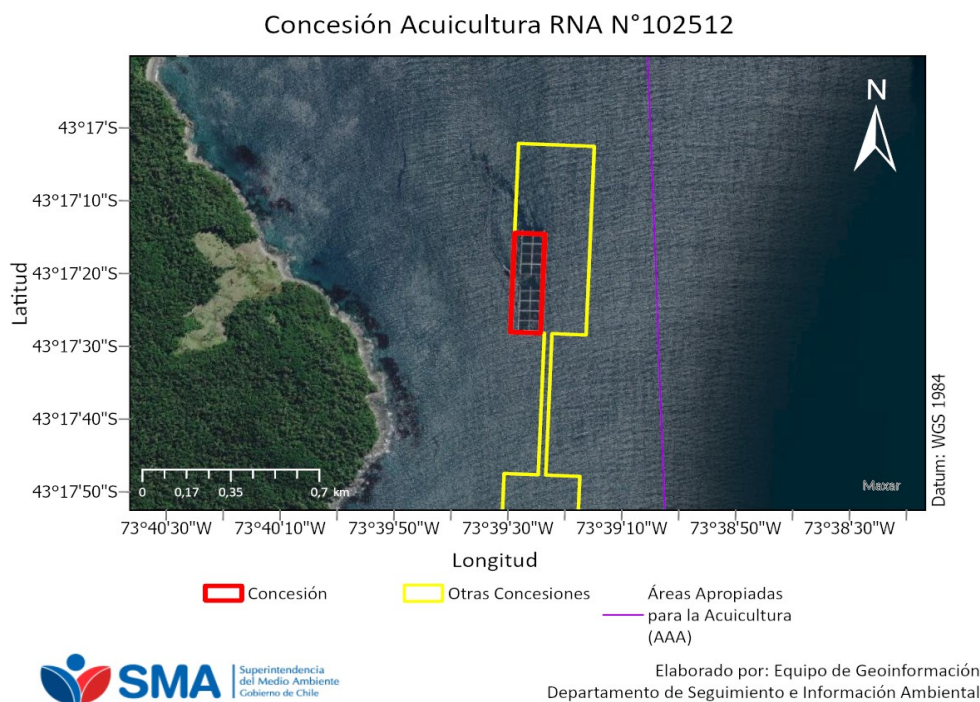 Concesión Acuicultura RNA N°102512
N
43°17'S
43°17'10"S
43°17'20"S
43°17'30"S
43°17'40"S
43°17'50"S
Latitud
0 0,17 0,35 0,7 km
Maxar
Datum: WGS 1984
73°40'30"W 73°40'10"W 73°39'50"W 73°39'30"W 73°39'10"W 73°38'50"W 73°38'30"W
Longitud
Concesión
Otras Concesiones
Áreas Apropiadas
para la Acuicultura
(AAA)
SMA
Superintendencia
del Medio Ambiente
Gobierno de Chile
Elaborado por: Equipo de Geoinformación
Departamento de Seguimiento e Información Ambiental